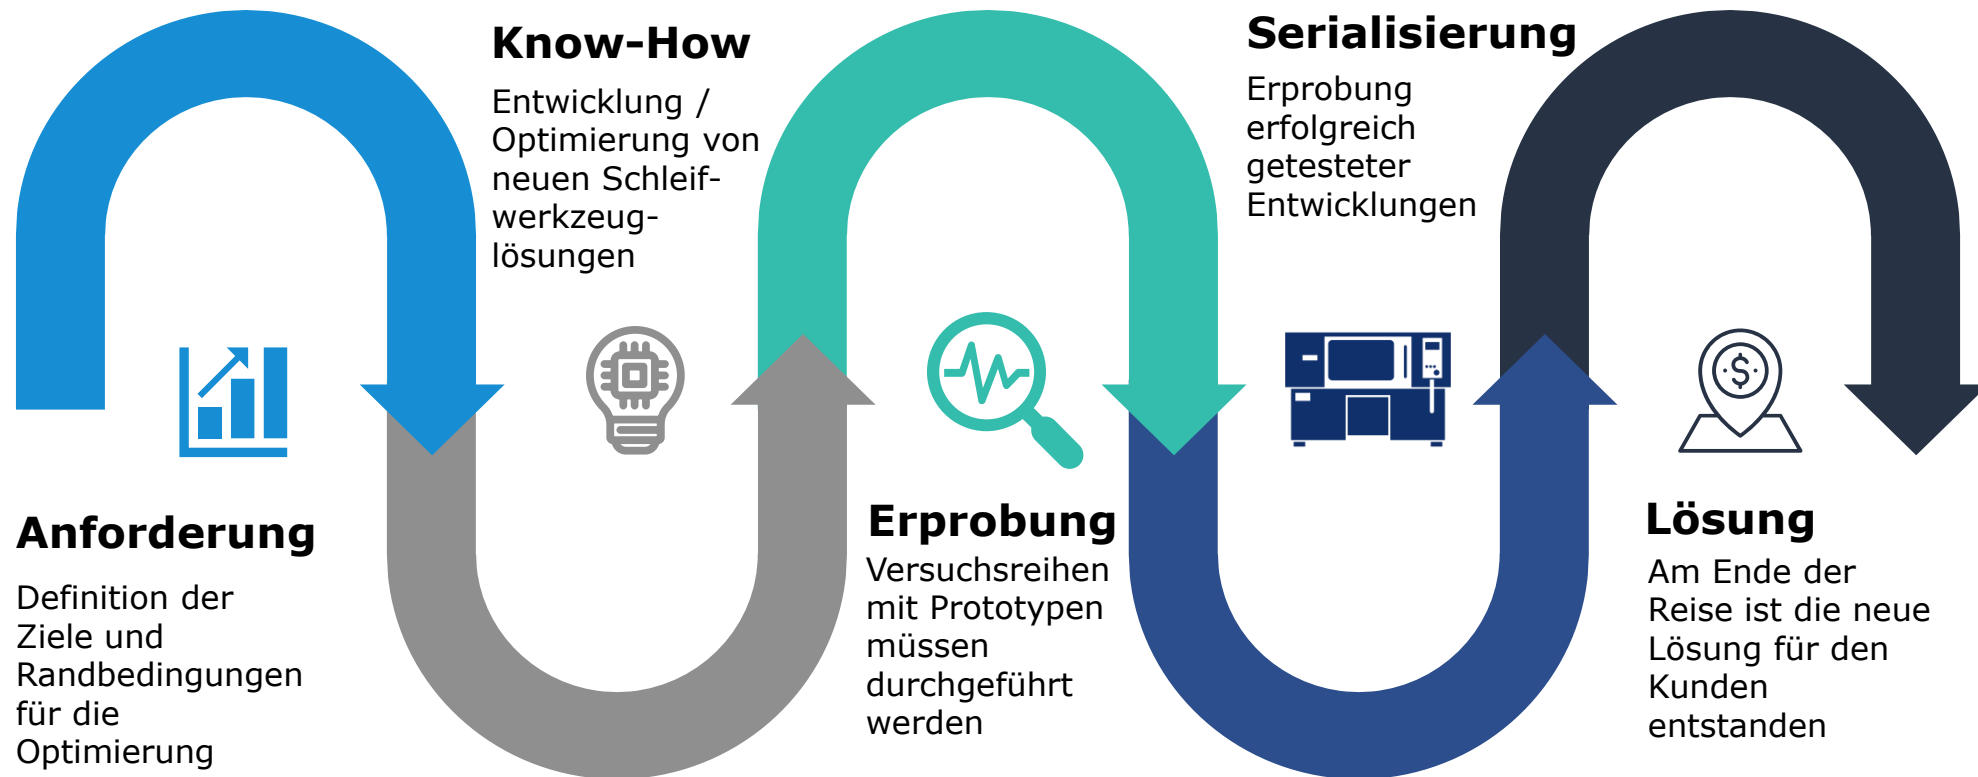 Anforderung
Definition der
Ziele und
Randbedingungen
für die
Optimierung
Know-How
Entwicklung /
Optimierung von
neuen Schleif-
werkzeug-
lösungen
Erprobung
Versuchsreihen
mit Prototypen
müssen
durchgeführt
werden
Serialisierung
Erprobung
erfolgreich
getesteter
Entwicklungen
$
Lösung
Am Ende der
Reise ist die neue
Lösung für den
Kunden
entstanden